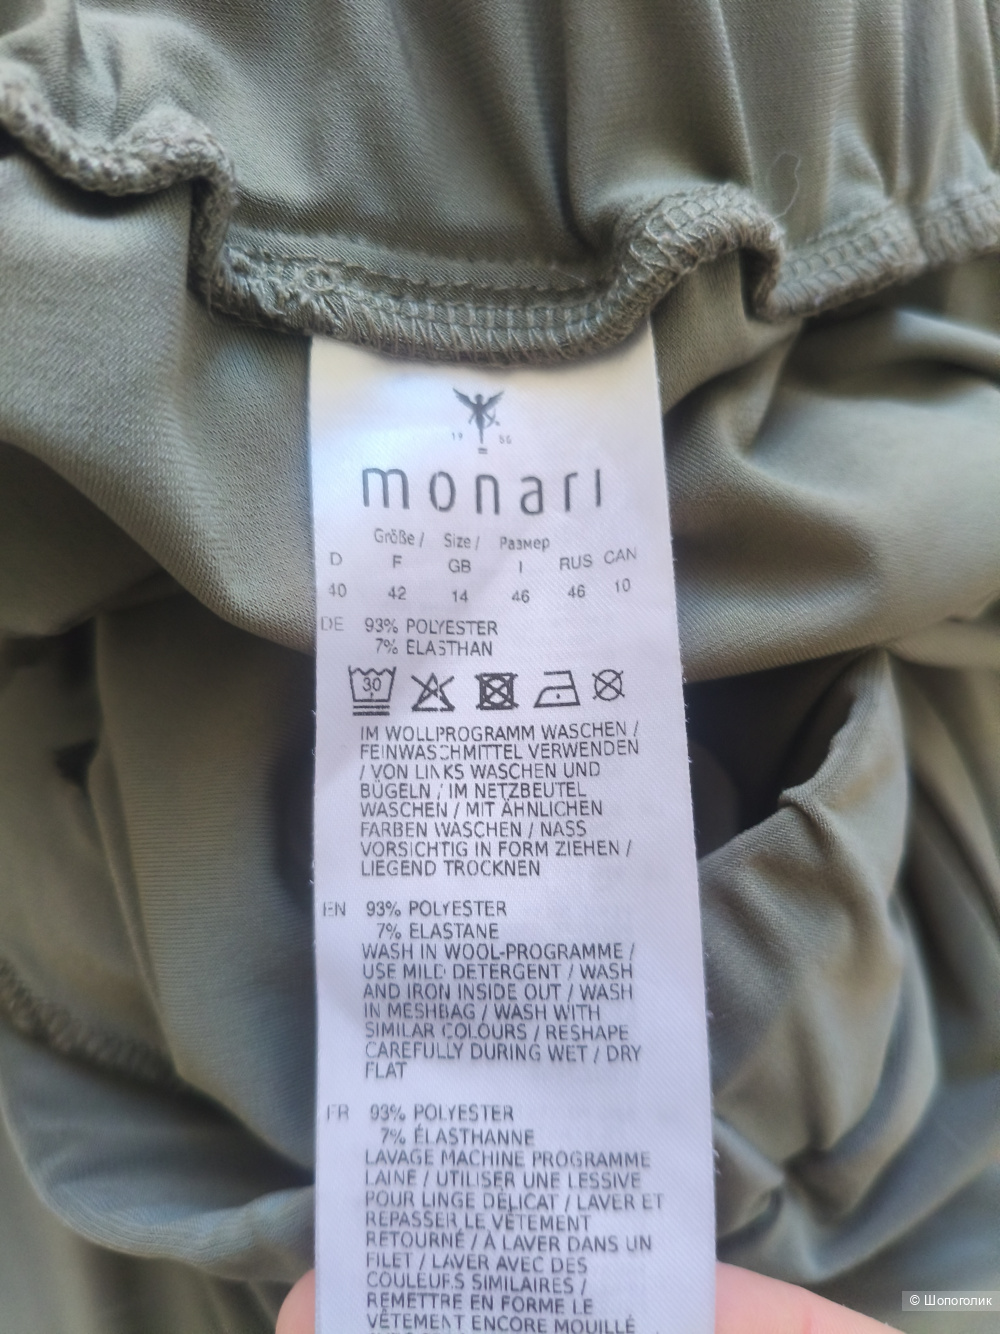 19 56
monari
Größe / Size / Размер
D F GB I RUS CAN
40 42 14 46 46 10
DE 93% POLYESTER
7% ELASTHAN
30
IM WOLLPROGRAMM WASCHEN /
FEINWASCHMITTEL VERWENDEN
/ VON LINKS WASCHEN UND
BÜGELN / IM NETZBEUTEL
WASCHEN / MIT ÄHNLICHEN
FARBEN WASCHEN / NASS
VORSICHTIG IN FORM ZIEHEN /
LIEGEND TROCKNEN
EN 93% POLYESTER
7% ELASTANE
WASH IN WOOL-PROGRAMME /
USE MILD DETERGENT / WASH
AND IRON INSIDE OUT / WASH
IN MESHBAG / WASH WITH
SIMILAR COLOURS / RESHAPE
CAREFULLY DURING WET / DRY
FLAT
FR 93% POLYESTER
7% ÉLASTHANNE
LAVAGE MACHINE PROGRAMME
LAINE / UTILISER UNE LESSIVE
POUR LINGE DÉLICAT / LAVER ET
REPASSER LE VÊTEMENT
RETOURNÉ / À LAVER DANS UN
FILET / LAVER AVEC DES
COULEURS SIMILAIRES /
REMETTRE EN FORME LE
VÊTEMENT ENCORE MOUILLÉ
© Шопоголик